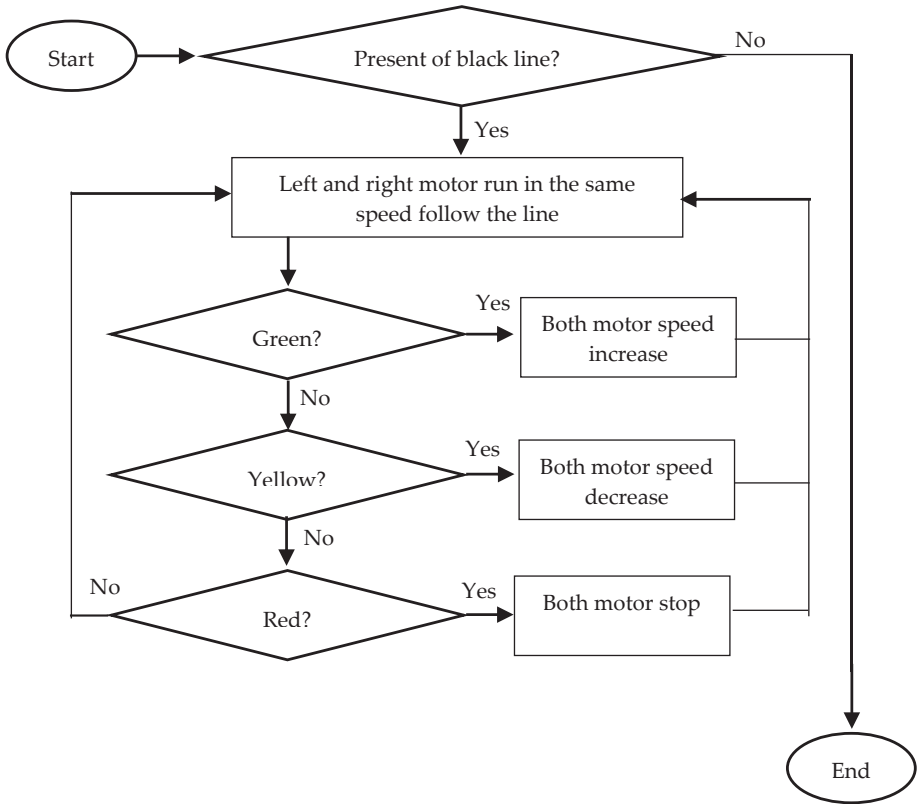 Start
Present of black line?
No
Yes
Left and right motor run in the same
speed follow the line
Green?
Yes
Both motor speed
increase
No
Yellow?
Yes
Both motor speed
decrease
No
No
Red?
Yes
Both motor stop
End